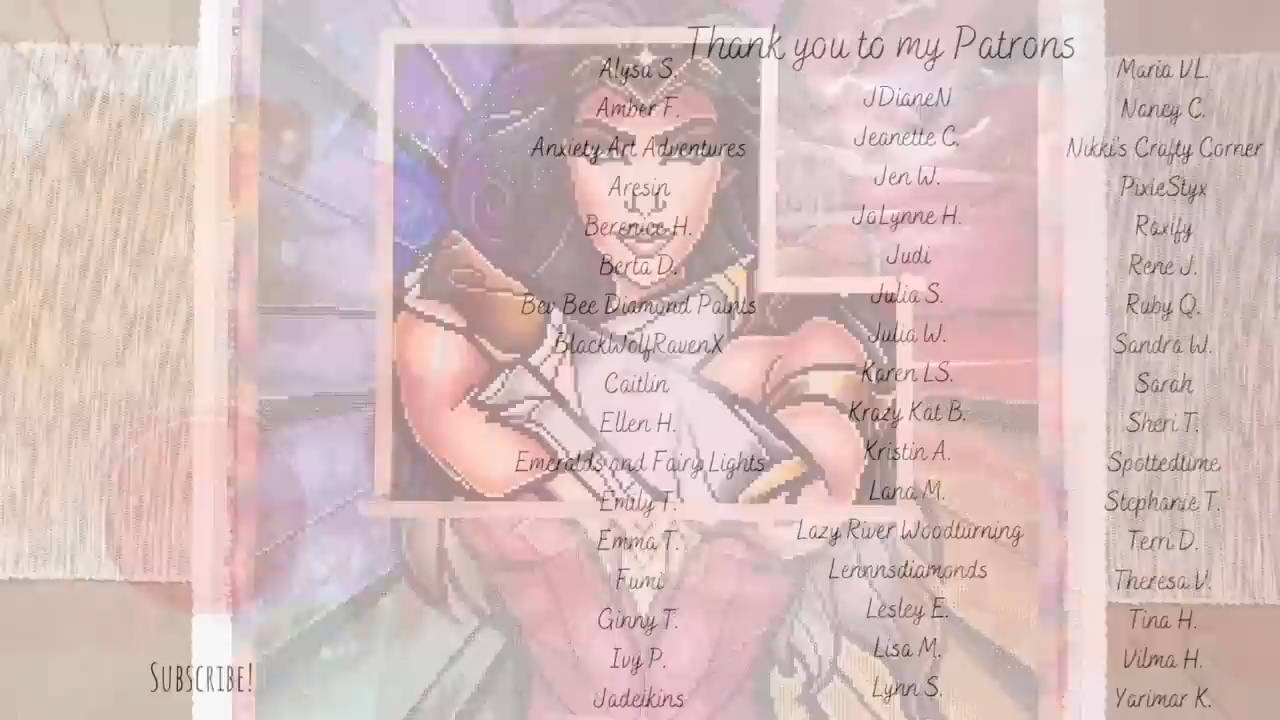 Thank you to my Patrons
Alysa S.
Amber F.
Anxiety Art Adventures
Aresin
Berenice H.
Berta D.
Bev Bee Diamond Paints
BlackWolfRavenX
Caitlin
Ellen H.
Emeralds and Fairy Lights
Emily T.
Emma T.
Fumi
Ginny T.
Ivy P.
Jadeikins
JDianeN
Jeanette C.
Jen W.
JoLynne H.
Judi
Julia S.
Julia W.
Karen LS.
Krazy Kat B.
Kristin A.
Lana M.
Lazy River Woodturning
Lennnsdiamonds
Lesley E.
Lisa M.
Lynn S.
Maria VL.
Nancy C.
Nikki's Crafty Corner
PixieStyx
Roxify
Rene J.
Ruby Q.
Sandra W.
Sarah
Sheri T.
Spottedtime
Stephanie T.
Terri D.
Theresa V.
Tina H.
Vilma H.
Yarimar K.
SUBSCRIBE!